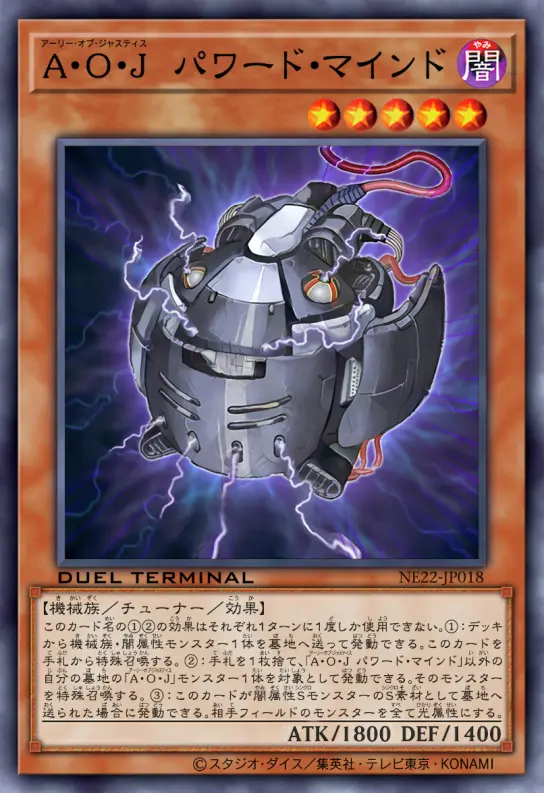 アーリー・オブ・ジャスティス
A・O・J パワード・マインド
やみ
闇
DUEL TERMINAL
NE22-JP018
【機械族／チューナー／効果】
このカード名の①②の効果はそれぞれ1ターンに1度しか使用できない。①：デッキ
から機械族・闇属性モンスター1体を墓地へ送って発動できる。このカードを
手札から特殊召喚する。②：手札を1枚捨て、「A・O・J パワード・マインド」以外の
自分の墓地の「A・O・J」モンスター1体を対象として発動できる。そのモンスター
を特殊召喚する。③：このカードが闇属性SモンスターのS素材として墓地へ
送られた場合に発動できる。相手フィールドのモンスターを全て光属性にする。
ATK/1800 DEF/1400
©スタジオ・ダイス／集英社・テレビ東京・KONAMI